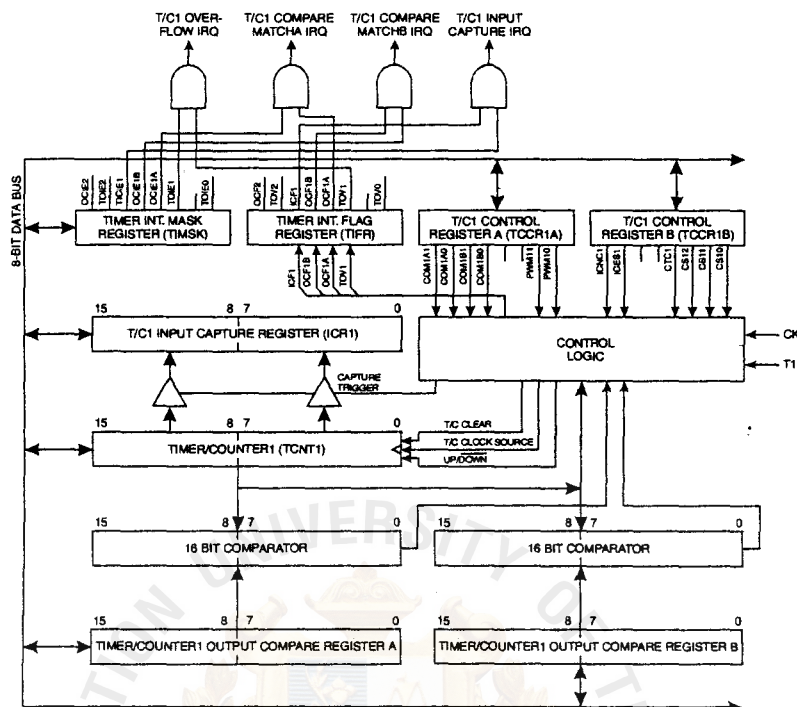 T/C1 OVER-
FLOW IRQ
T/C1 COMPARE
MATCHA IRQ
T/C1 COMPARE
MATCHB IRQ
T/C1 INPUT
CAPTURE IRQ
8-BIT DATA BUS
OCIE2
TOIE2
TICIE1
OCIE1B
OCIE1A
TOIE1
TOIE0
OCF2
TOV2
ICF1
OCF1B
OCF1A
TOV1
TOV0
TIMER INT. MASK
REGISTER (TIMSK)
TIMER INT. FLAG
REGISTER (TIFR)
T/C1 CONTROL
REGISTER A (TCCR1A)
T/C1 CONTROL
REGISTER B (TCCR1B)
ICF1
OCF1B
OCF1A
TOV1
COM1A1
COM1A0
COM1B1
COM1B0
PWM11
PWM10
ICNC1
ICES1
CTC1
CS12
CS11
CS10
15 8 7 0
T/C1 INPUT CAPTURE REGISTER (ICR1)
CONTROL
LOGIC
CK
T1
CAPTURE
TRIGGER
15 8 7 0
TIMER/COUNTER1 (TCNT1)
T/C CLEAR
T/C CLOCK SOURCE
UP/DOWN
15 8 7 0
16 BIT COMPARATOR
15 8 7 0
16 BIT COMPARATOR
15 8 7 0
TIMER/COUNTER1 OUTPUT COMPARE REGISTER A
15 8 7 0
TIMER/COUNTER1 OUTPUT COMPARE REGISTER B
UNIVERSITY OF